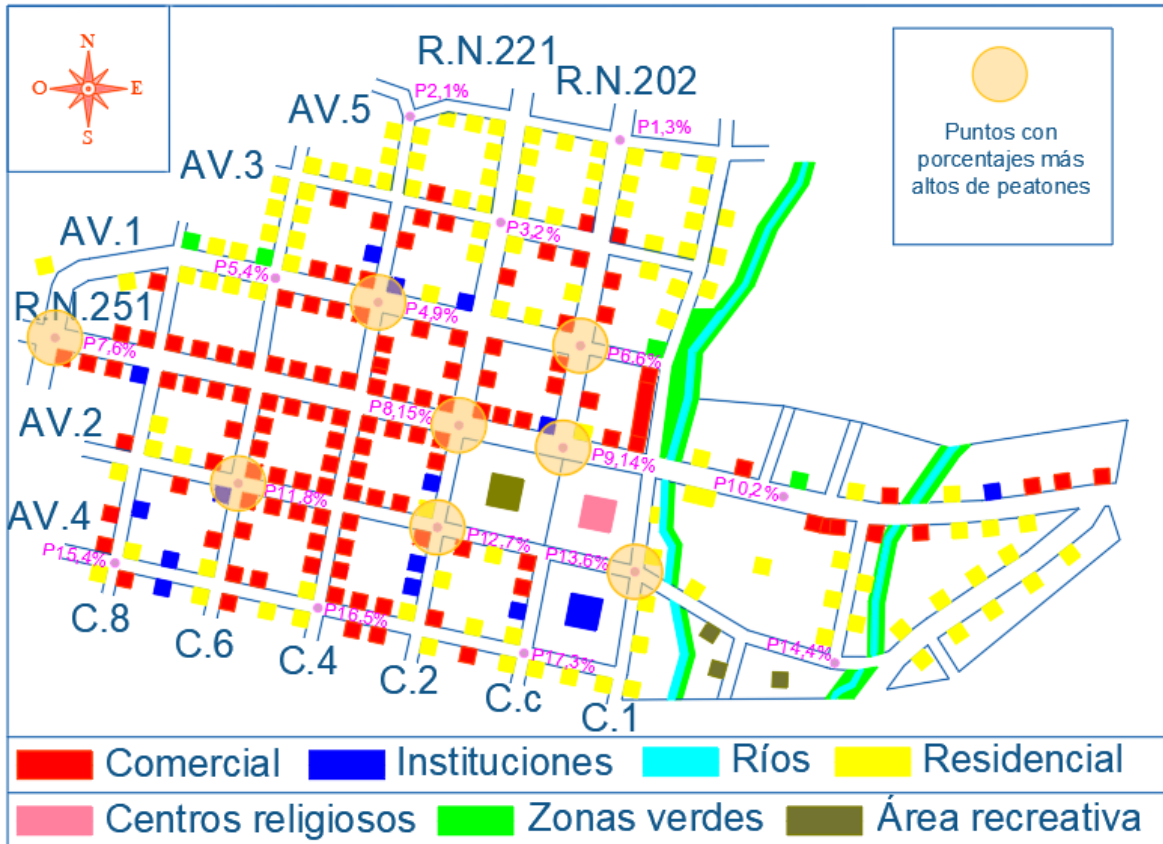 N
O
E
S
R.N.221
R.N.202
AV.5
AV.3
AV.1
R.N.251
AV.2
AV.4
P2,1%
P1,3%
P3,2%
P5,4%
P4,9%
P7,6%
P6,6%
P8,15%
P9,14%
P10,2%
P11,8%
P12,7%
P13,6%
P15,4%
P16,5%
P14,4%
P17,3%
C.8
C.6
C.4
C.2
C.c
C.1
Puntos con
porcentajes más
altos de peatones
Comercial
Instituciones
Ríos
Residencial
Centros religiosos
Zonas verdes
Área recreativa